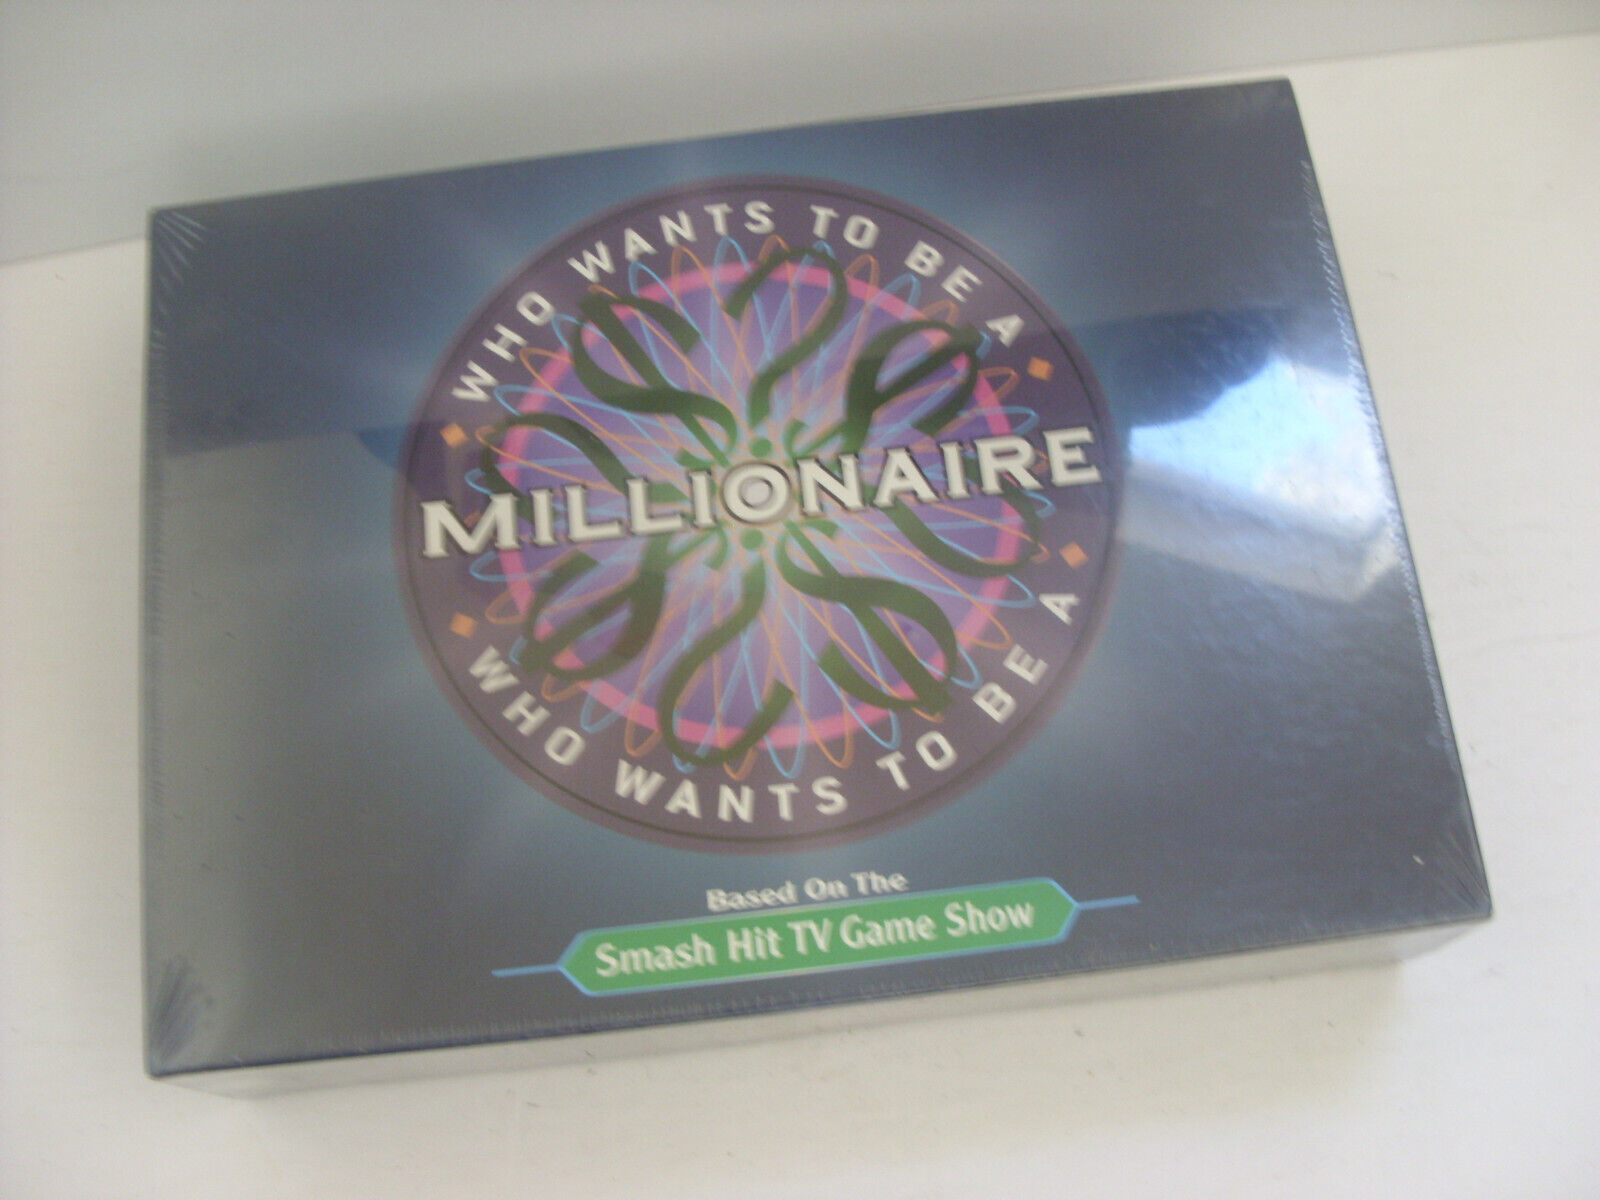 WHO WANTS TO BE A
MILLIONAIRE
WHO WANTS TO BE A
Based On The
Smash Hit TV Game Show